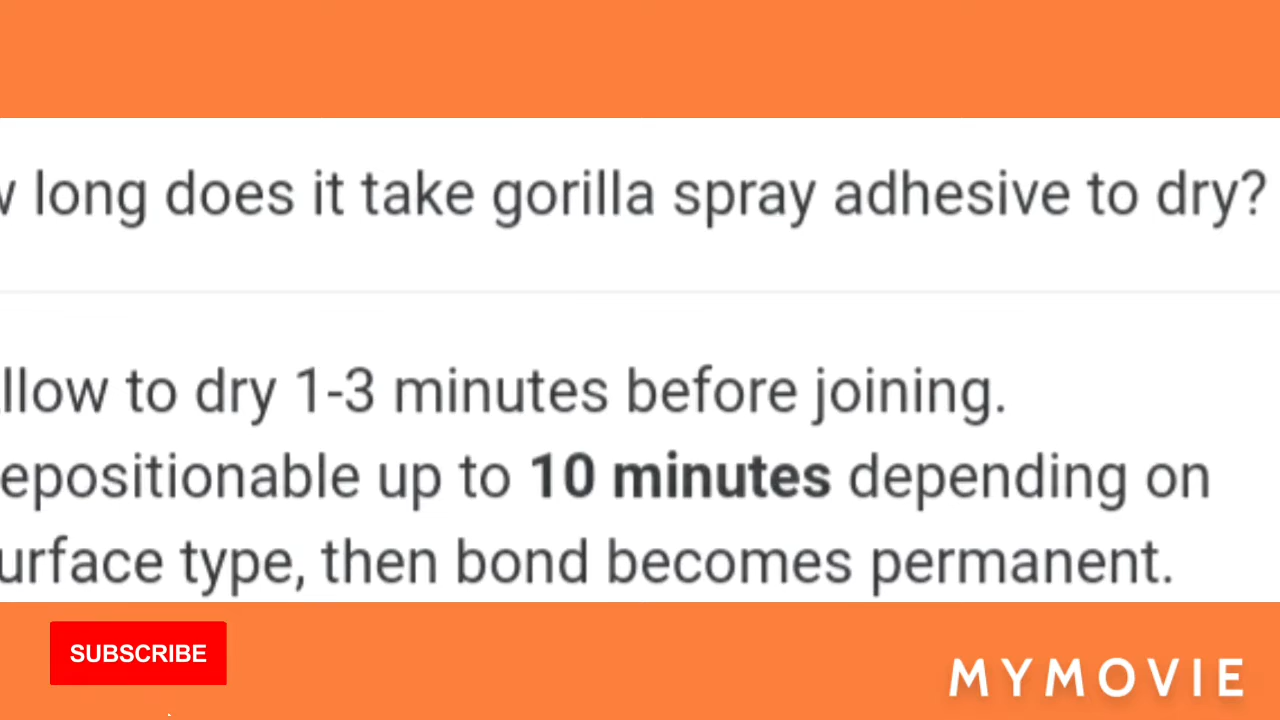 long does it take gorilla spray adhesive to dry?
llow to dry 1-3 minutes before joining.
epositionable up to 10 minutes depending on
urface type, then bond becomes permanent.
SUBSCRIBE
MYMOVIE